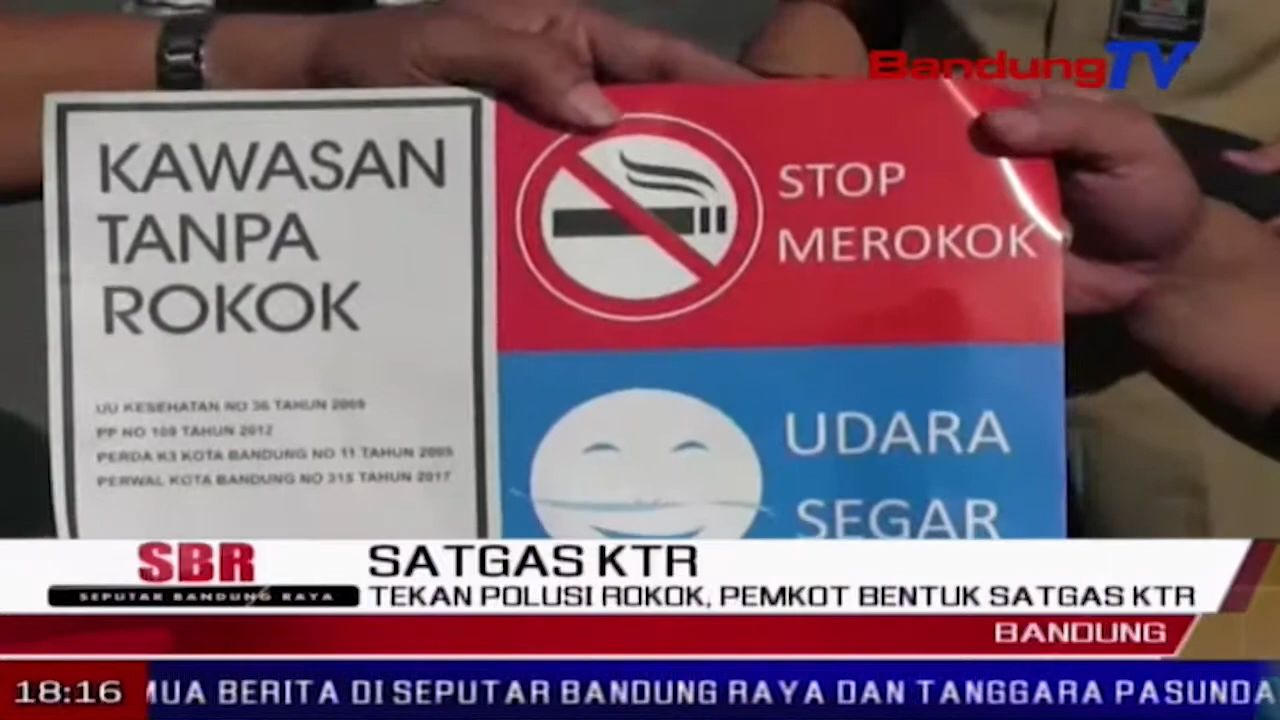 BandungTV
KAWASAN
TANPA
ROKOK
UU KESEHATAN NO 36 TAHUN 2009
PP NO 109 TAHUN 2012
PERDA K3 KOTA BANDUNG NO 11 TAHUN 2005
PERWAL KOTA BANDUNG NO 315 TAHUN 2017
STOP
MEROKOK
UDARA
SEGAR
SBR
SEPUTAR BANDUNG RAYA
SATGAS KTR
TEKAN POLUSI ROKOK, PEMKOT BENTUK SATGAS KTR
BANDUNG
18:16 MUA BERITA DI SEPUTAR BANDUNG RAYA DAN TANGGARA PASUNDA